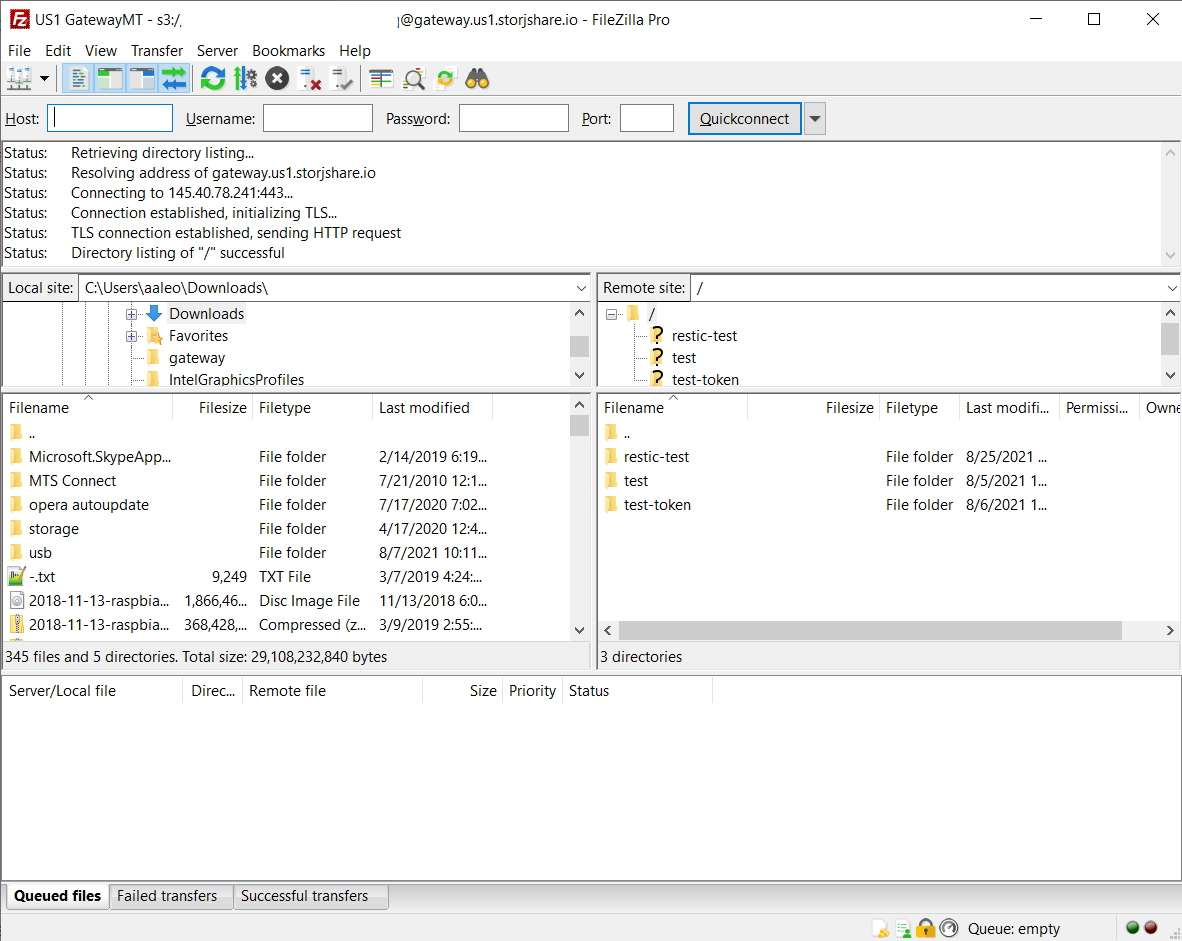 US1 GatewayMT - s3:/ @gateway.us1.storjshare.io - FileZilla Pro
File Edit View Transfer Server Bookmarks Help
Host: Username: Password: Port: Quickconnect
Status: Retrieving directory listing...
Status: Resolving address of gateway.us1.storjshare.io
Status: Connecting to 145.40.78.241:443...
Status: Connection established, initializing TLS...
Status: TLS connection established, sending HTTP request
Status: Directory listing of "/" successful
Local site: C:\Users\aaleo\Downloads\
Downloads
Favorites
gateway
IntelGraphicsProfiles
Remote site: /
/
restic-test
test
test-token
Filename Filesize Filetype Last modified
..
Microsoft.SkypeApp... File folder 2/14/2019 6:19...
MTS Connect File folder 7/21/2010 12:1...
opera autoupdate File folder 7/17/2020 7:02...
storage File folder 4/17/2020 12:4...
usb File folder 8/7/2021 10:11...
-.txt 9,249 TXT File 3/7/2019 4:24:...
2018-11-13-raspbia... 1,866,46... Disc Image File 11/13/2018 6:0...
2018-11-13-raspbia... 368,428,... Compressed (z... 3/9/2019 2:55:...
345 files and 5 directories. Total size: 29,108,232,840 bytes
Filename Filesize Filetype Last modifi... Permissi... Owne
..
restic-test File folder 8/25/2021 ...
test File folder 8/5/2021 1...
test-token File folder 8/6/2021 1...
3 directories
Server/Local file Direc... Remote file Size Priority Status
Queued files Failed transfers Successful transfers
Queue: empty